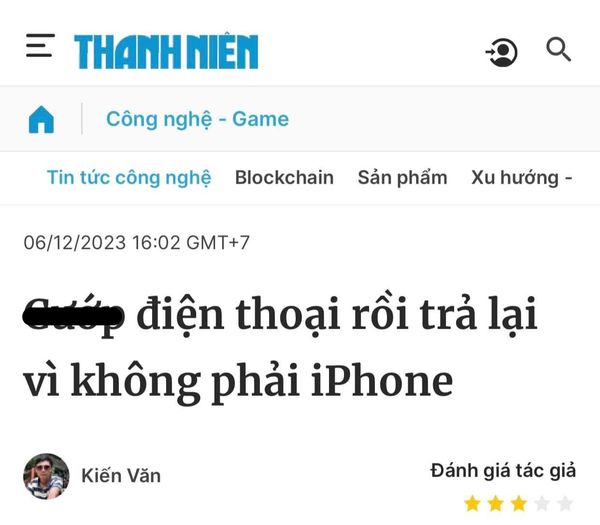 THANH NIÊN
Công nghệ - Game
Tin tức công nghệ Blockchain Sản phẩm Xu hướng -
06/12/2023 16:02 GMT+7
Cướp điện thoại rồi trả lại
vì không phải iPhone
Kiến Văn
Đánh giá tác giả